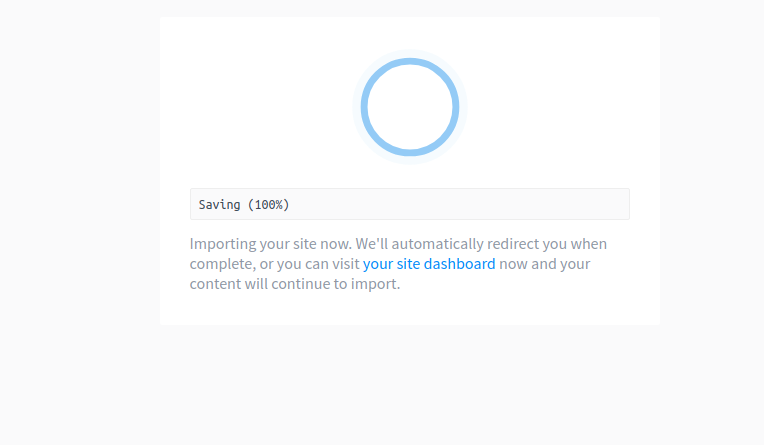 Saving (100%)
Importing your site now. We'll automatically redirect you when
complete, or you can visit your site dashboard now and your
content will continue to import.